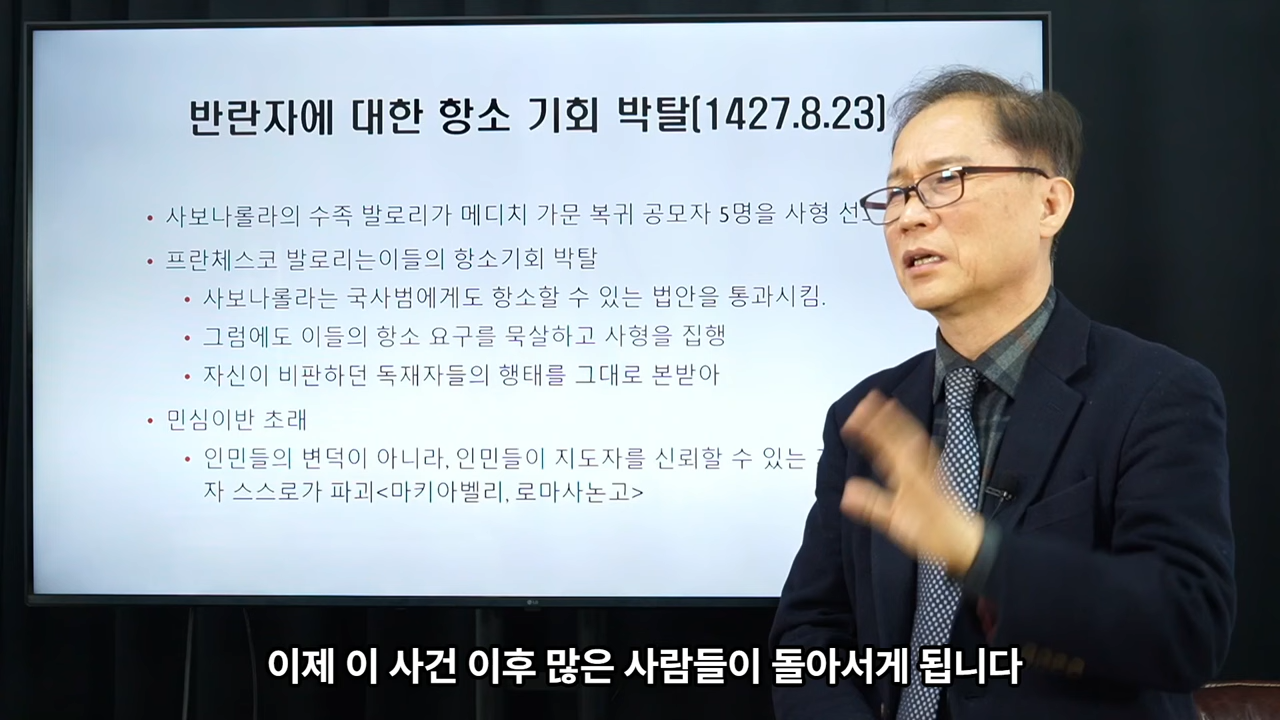 반란자에 대한 항소 기회 박탈(1427.8.23)
• 사보나롤라의 수족 발로리가 메디치 가문 복귀 공모자 5명을 사형
• 프란체스코 발로리는이들의 항소기회 박탈
• 사보나롤라는 국사범에게도 항소할 수 있는 법안을 통과시킴.
• 그럼에도 이들의 항소 요구를 묵살하고 사형을 집행
• 자신이 비판하던 독재자들의 행태를 그대로 본받아
• 민심이반 초래
• 인민들의 변덕이 아니라, 인민들이 지도자를 신뢰할 수 있는
자 스스로가 파괴<마키아벨리, 로마사논고>
LG
이제 이 사건 이후 많은 사람들이 돌아서게 됩니다